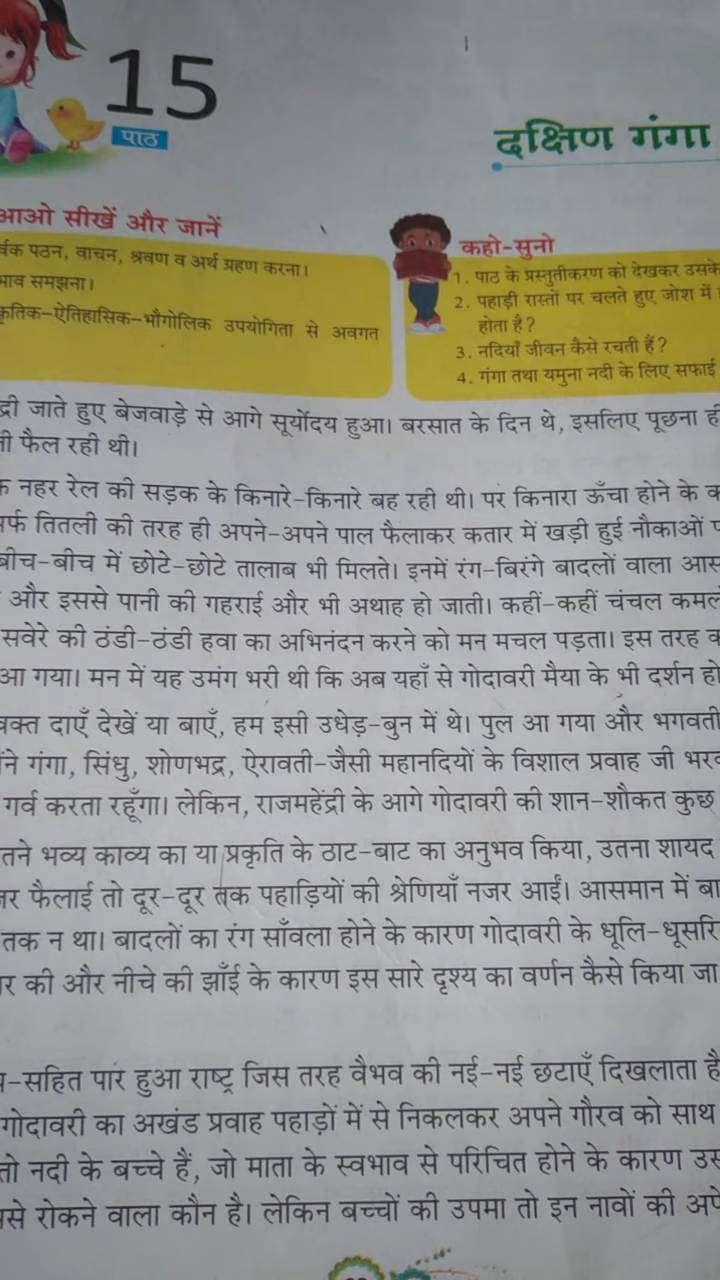 15
पाठ
दक्षिण गंगा
आओ सीखें और जानें
पठन, वाचन, श्रवण व अर्थ ग्रहण करना।
भाव समझना।
ऐतिहासिक-भौगोलिक उपयोगिता से अवगत
कहो-सुनो
1. पाठ के प्रस्तुतीकरण को देखकर उसके
2. पहाड़ी रास्तों पर चलते हुए जोश में
होता है?
3. नदियाँ जीवन कैसे रचती हैं?
4. गंगा तथा यमुना नदी के लिए सफाई
जाते हुए बेजवाड़े से आगे सूर्योदय हुआ। बरसात के दिन थे, इसलिए पूछना ही
फैल रही थी।
नहर रेल की सड़क के किनारे-किनारे बह रही थी। पर किनारा ऊँचा होने के
तितली की तरह ही अपने-अपने पाल फैलाकर कतार में खड़ी हुई नौकाओं
बीच-बीच में छोटे-छोटे तालाब भी मिलते। इनमें रंग-बिरंगे बादलों वाला
और इससे पानी की गहराई और भी अथाह हो जाती। कहीं-कहीं चंचल
सवेरे की ठंडी-ठंडी हवा का अभिनंदन करने को मन मचल पड़ता। इस तरह
आ गया। मन में यह उमंग भरी थी कि अब यहाँ से गोदावरी मैया के भी दर्शन हो
वक्त दाएँ देखें या बाएँ, हम इसी उधेड़-बुन में थे। पुल आ गया और भगवती
गंगा, सिंधु, शोणभद्र, ऐरावती-जैसी महानदियों के विशाल प्रवाह जी
गर्व करता रहूँगा। लेकिन, राजमहेंद्री के आगे गोदावरी की शान-शौकत कुछ
भव्य काव्य का या प्रकृति के ठाट-बाट का अनुभव किया, उतना शायद
फैलाई तो दूर-दूर तक पहाड़ियों की श्रेणियाँ नजर आईं। आसमान में
तक न था। बादलों का रंग साँवला होने के कारण गोदावरी के
की और नीचे की झाँई के कारण इस सारे दृश्य का वर्णन कैसे किया जा
-सहित पार हुआ राष्ट्र जिस तरह वैभव की नई-नई छटाएँ दिखलाता है
गोदावरी का अखंड प्रवाह पहाड़ों में से निकलकर अपने गौरव को साथ
तो नदी के बच्चे हैं, जो माता के स्वभाव से परिचित होने के कारण
रोकने वाला कौन है। लेकिन बच्चों की उपमा तो इन नावों की